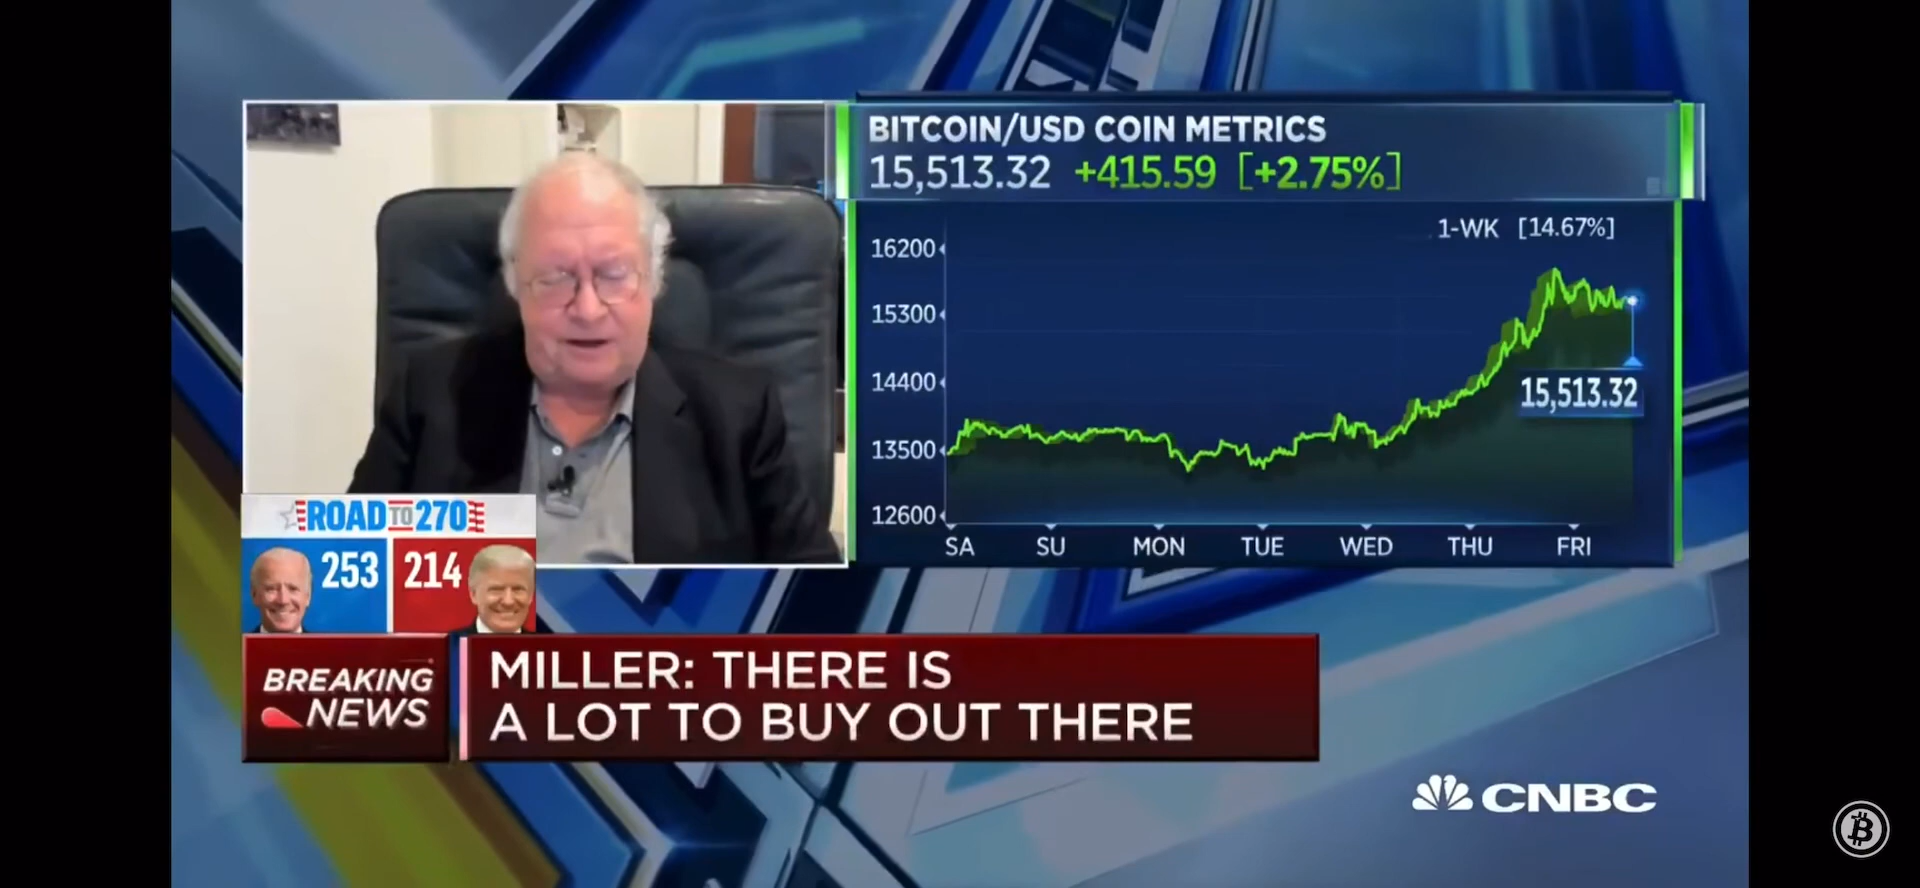 BITCOIN/USD COIN METRICS
15,513.32 +415.59 [+2.75%]
1-WK [14.67%]
16200
15300
14400
13500
12600
15,513.32
SA SU MON TUE WED THU FRI
ROAD TO 270
253 214
BREAKING
NEWS
MILLER: THERE IS
A LOT TO BUY OUT THERE
CNBC